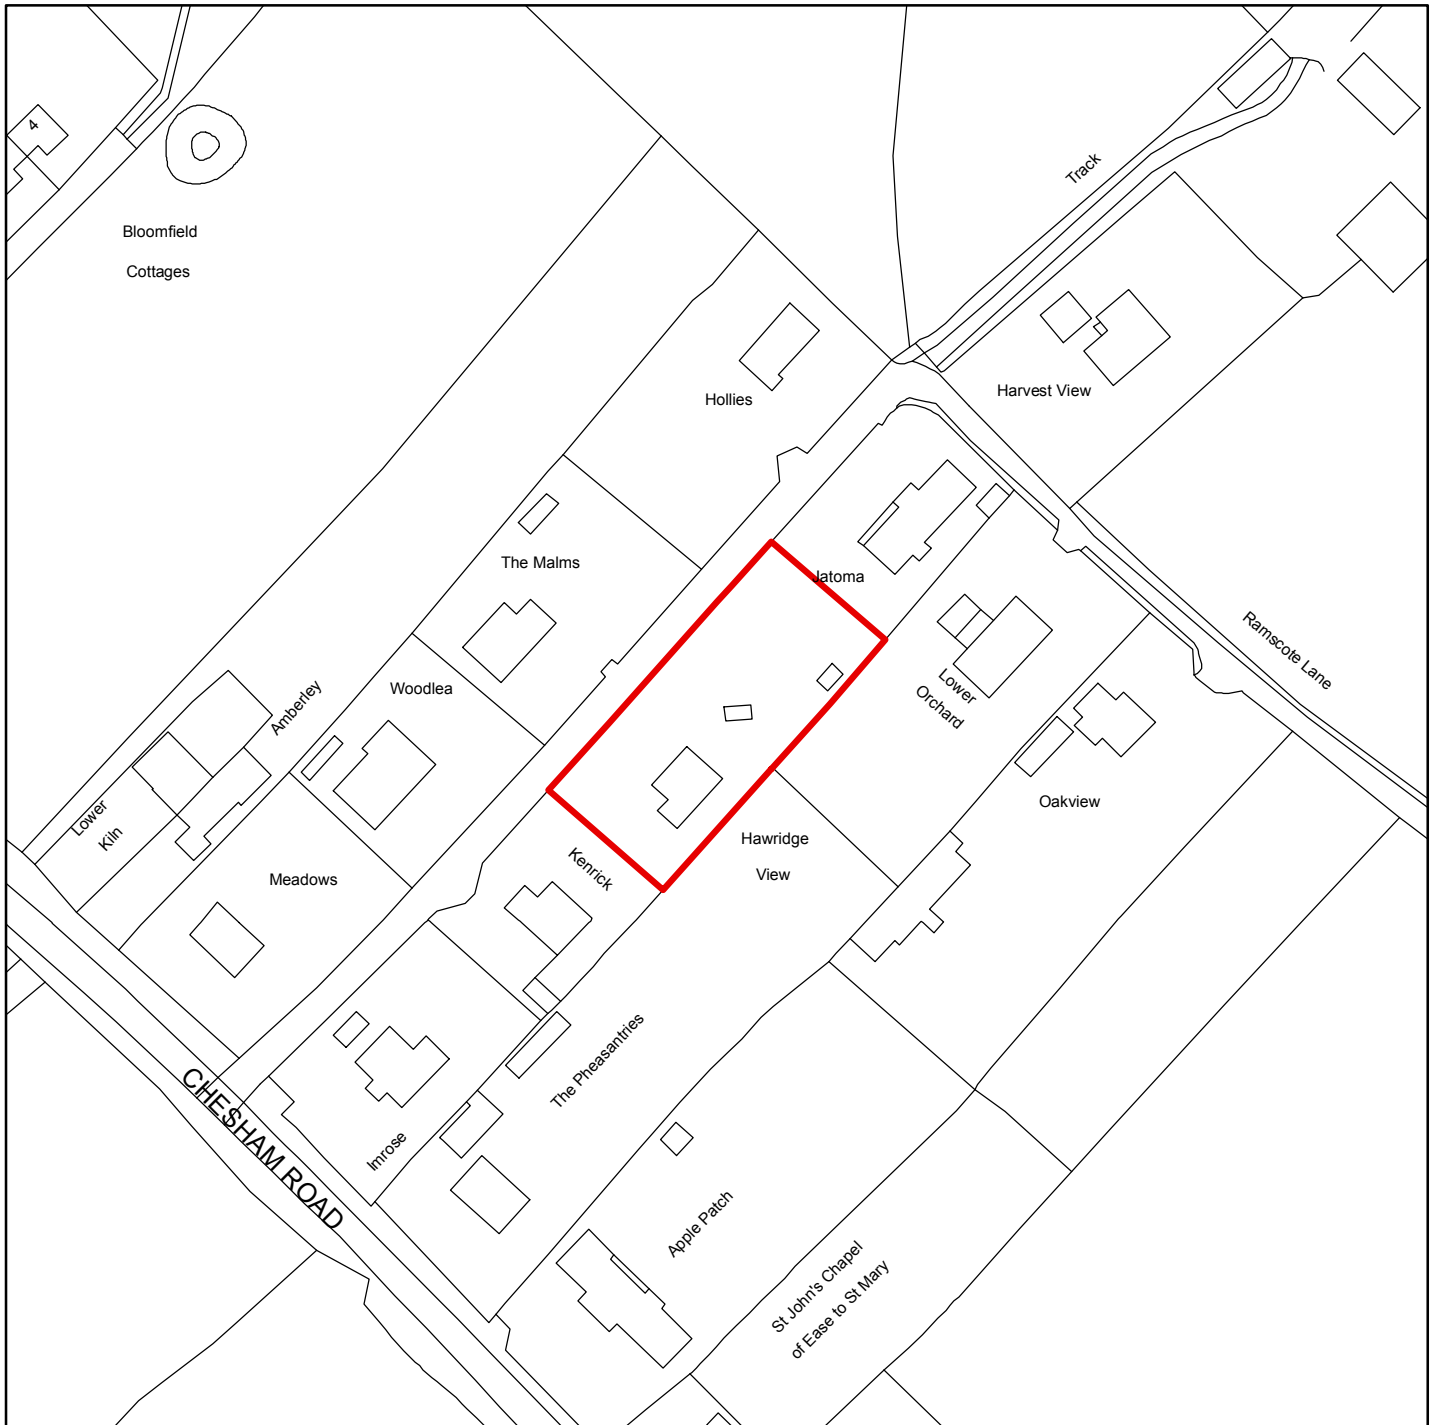 4
Bloomfield
Cottages
Track
Harvest View
Hollies
The Malms
Jatoma
Ramscote Lane
Woodlea
Amberley
Lower
Orchard
Oakview
Lower
Kiln
Hawridge
View
Kenrick
Meadows
The Pheasantries
CHESHAM ROAD
Imrose
Apple Patch
St John's Chapel
of Ease to St Mary